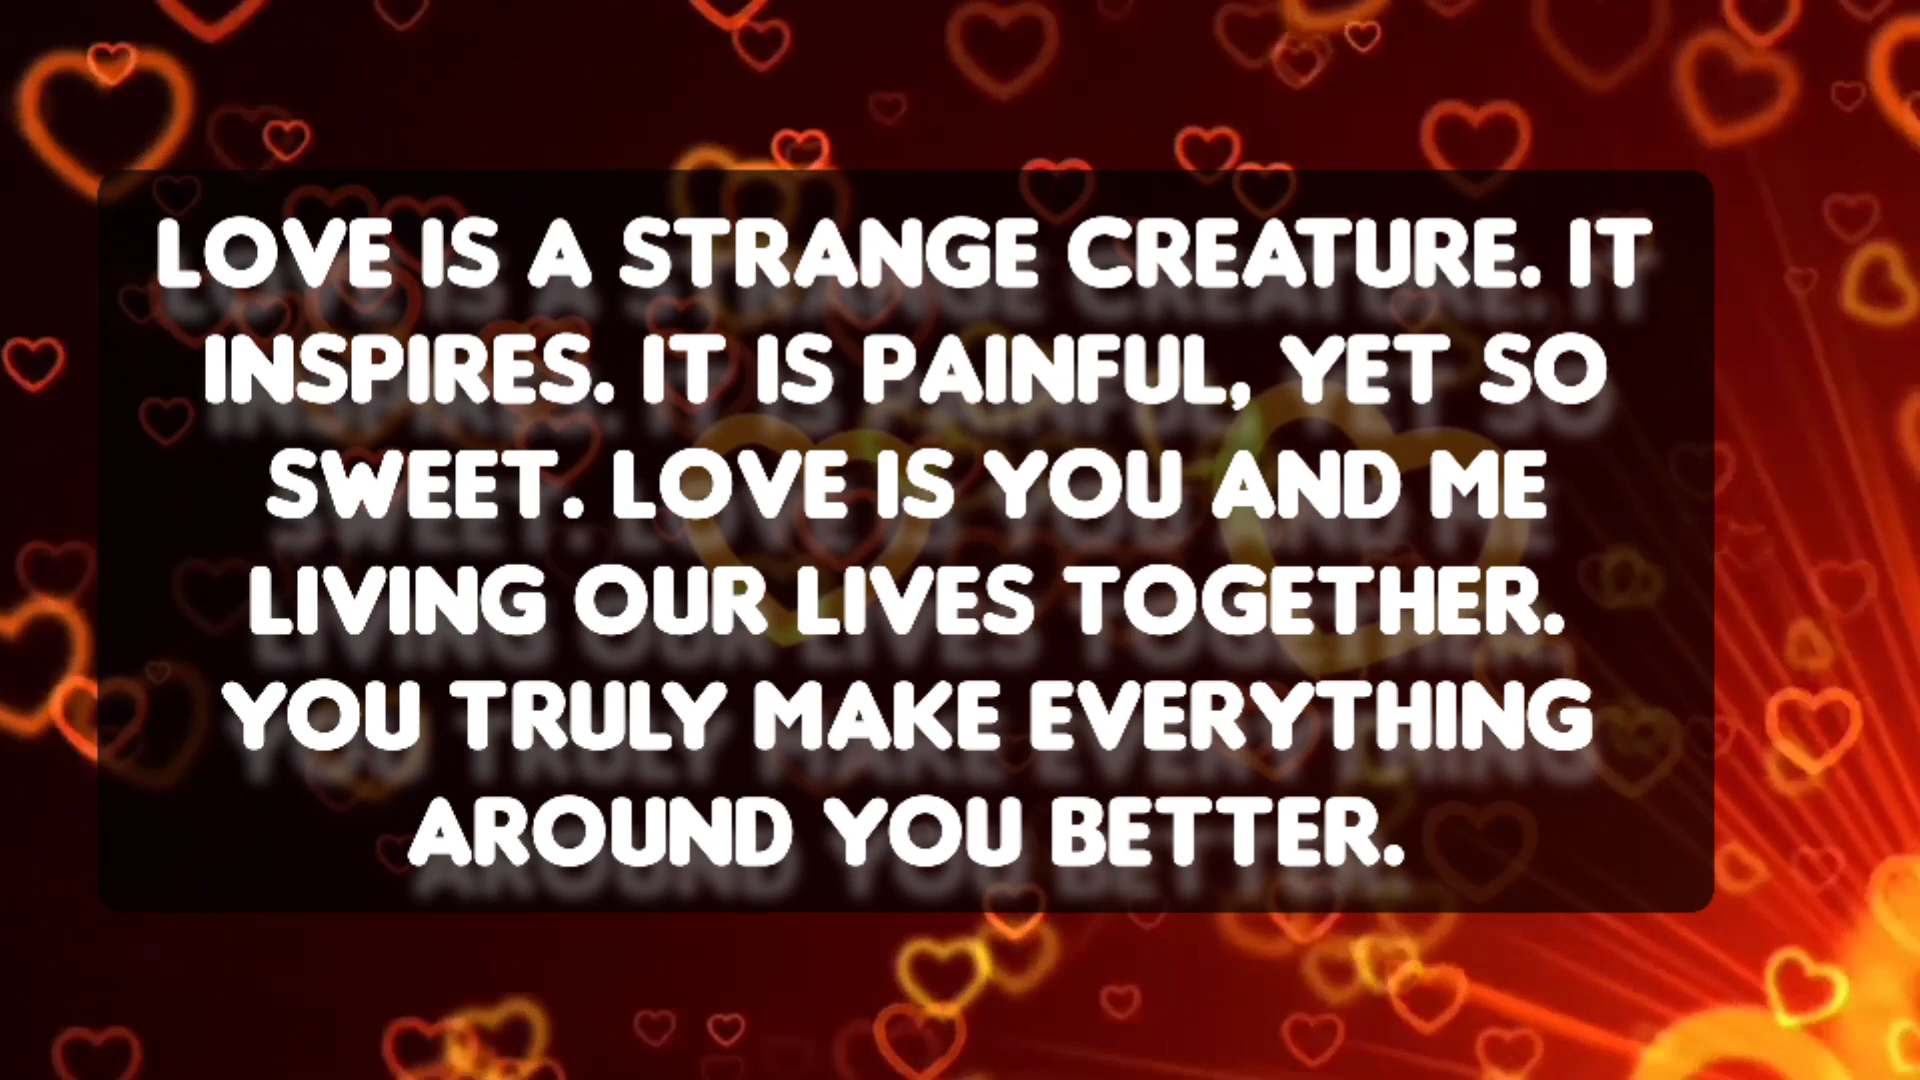 LOVE IS A STRANGE CREATURE. IT
INSPIRES. IT IS PAINFUL, YET SO
SWEET. LOVE IS YOU AND ME
LIVING OUR LIVES TOGETHER.
YOU TRULY MAKE EVERYTHING
AROUND YOU BETTER.